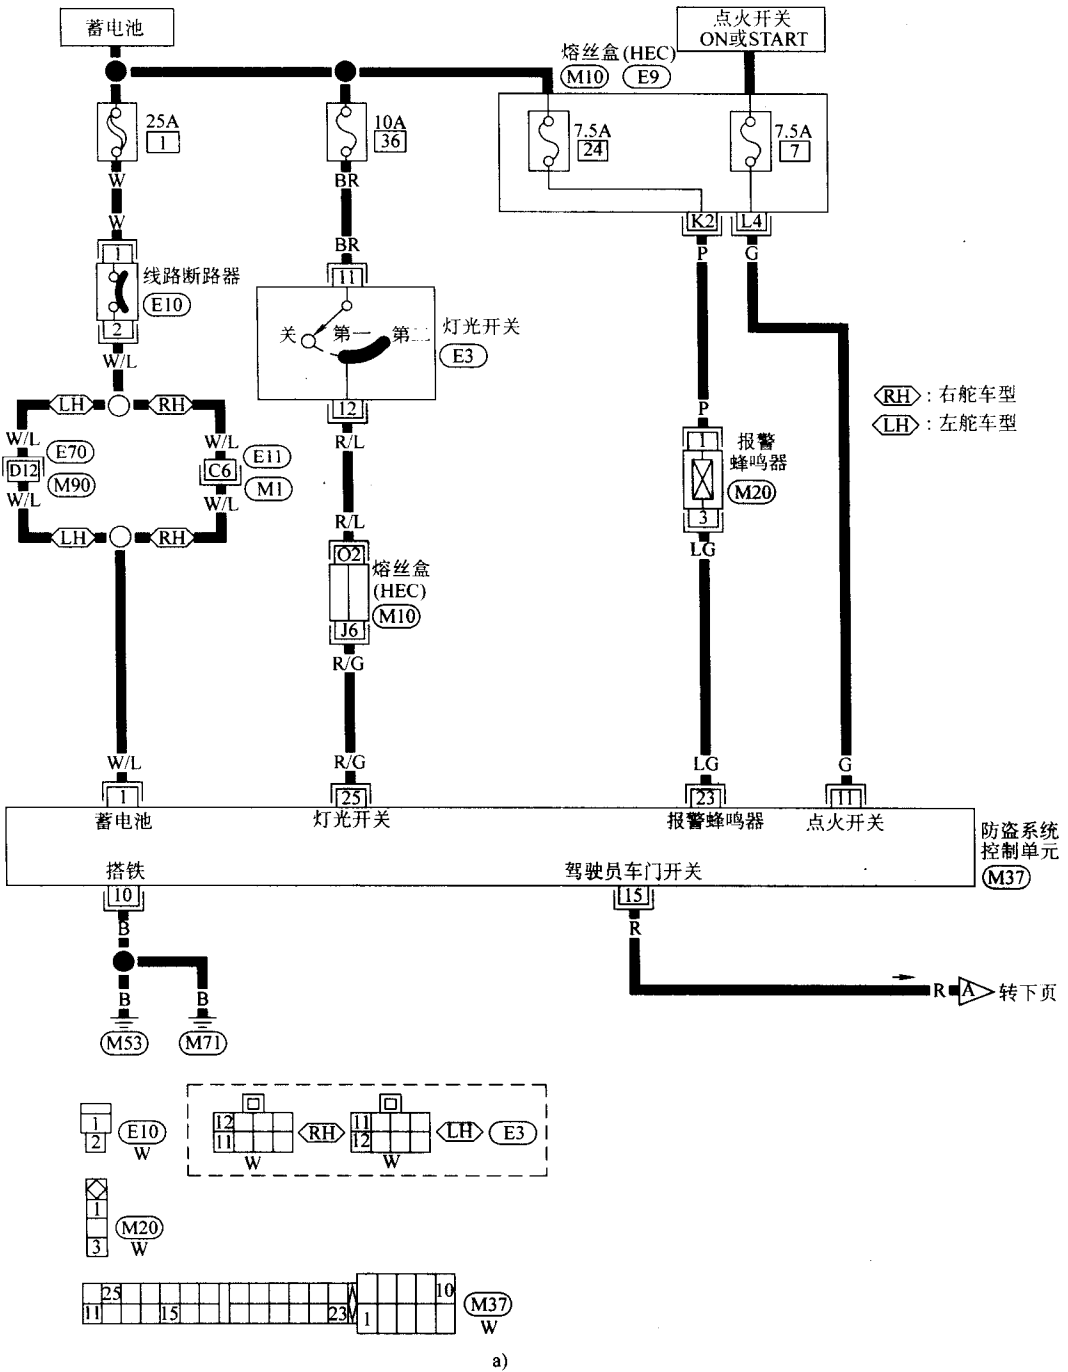 蓄电池
点火开关
ON或START
熔丝盒(HEC)
M10 E9
25A
1
10A
36
7.5A
24
7.5A
7
W
BR
W
BR
K2 L4
P G
1
线路断路器
E10
2
W/L
11
关 第一 第二
灯光开关
E3
12
R/L
RH : 右舵车型
LH : 左舵车型
LH RH
W/L W/L
E70 E11
D12 C6
M90 M1
W/L W/L
LH RH
P
1
报警
蜂鸣器
M20
3
LG
R/L
O2
熔丝盒
(HEC)
M10
J6
R/G
W/L R/G LG G
1 25 23 11
蓄电池 灯光开关 报警蜂鸣器 点火开关
防盗系统
控制单元
M37
搭铁 驾驶员车门开关
10 15
B R
R A 转下页
B B
M53 M71
1
2
E10
W
12
11
RH
W
11
12
LH
W
E3
1
3
M20
W
25 10
11 15 23 1
M37
W
a)